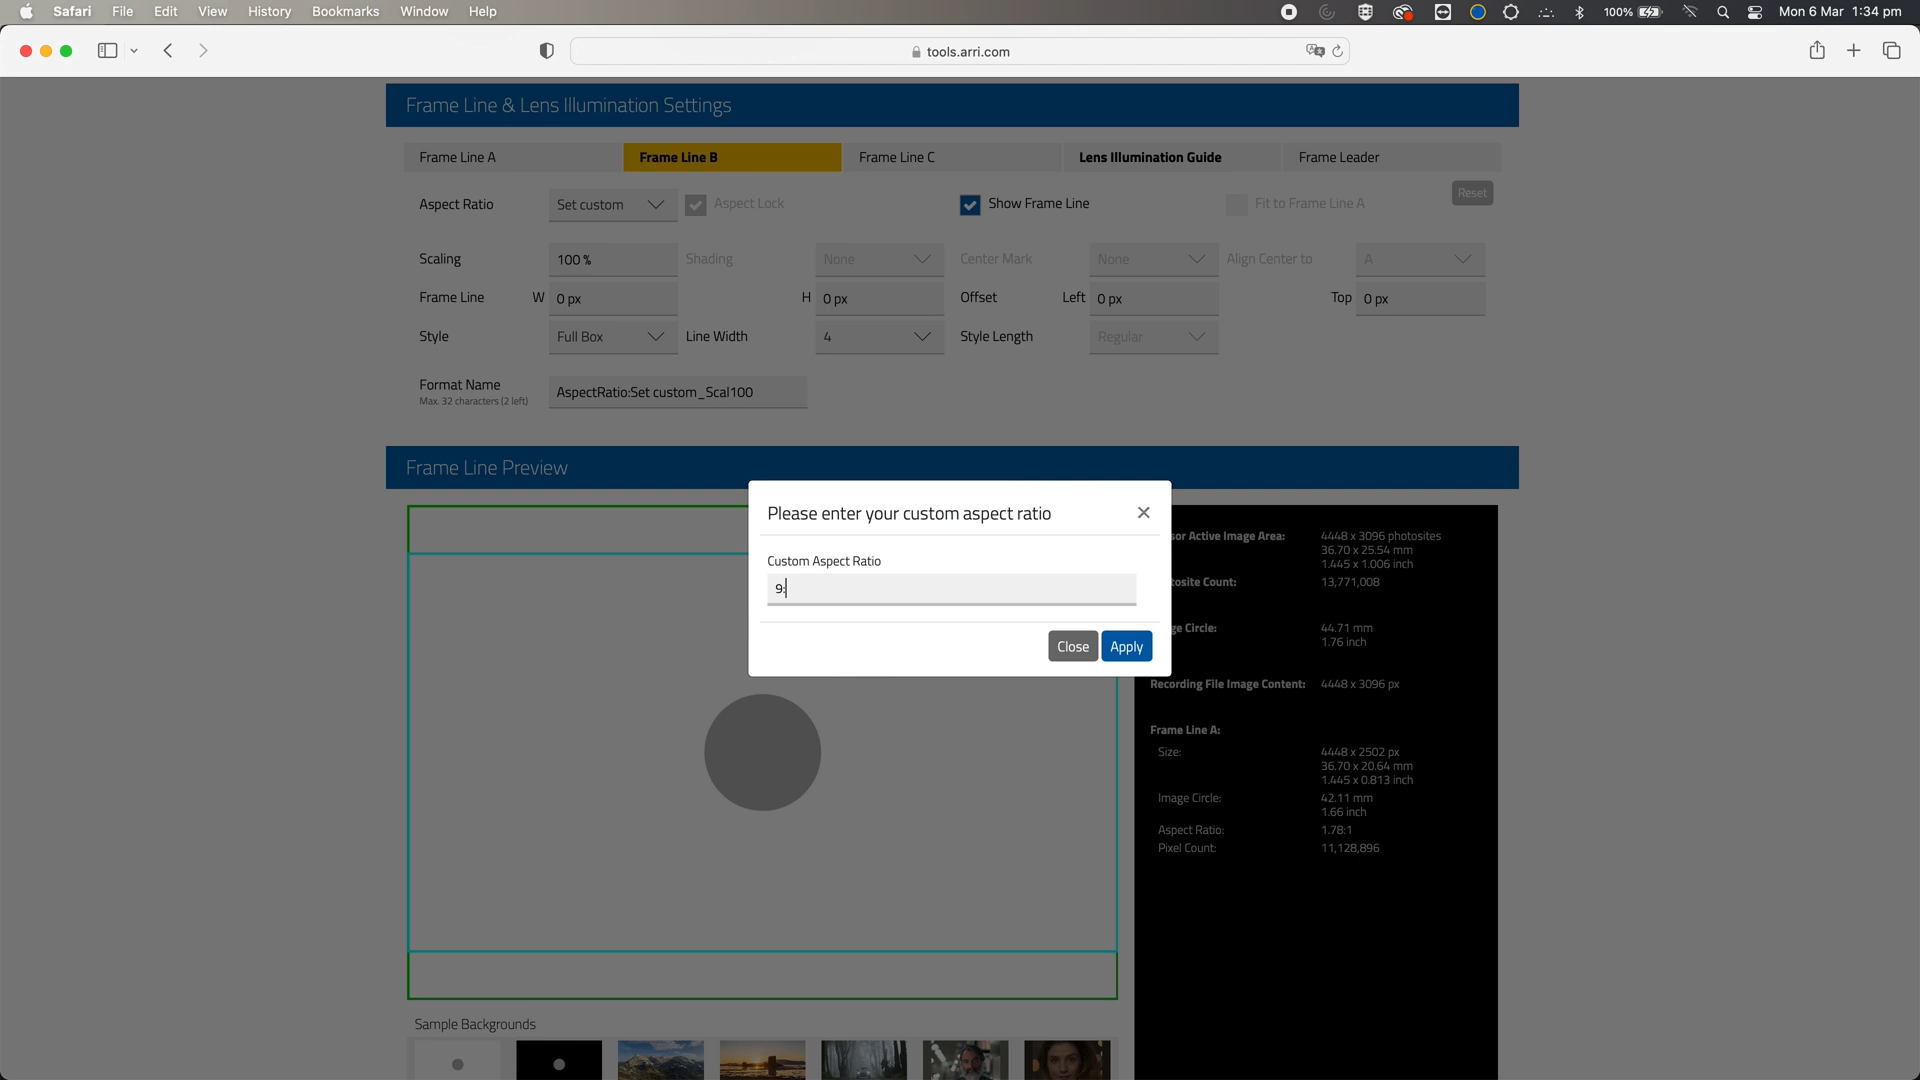 Safari File Edit View History Bookmarks Window Help 100% Mon 6 Mar 1:34 pm
tools.arri.com
Frame Line & Lens Illumination Settings
Frame Line A Frame Line B Frame Line C Lens Illumination Guide Frame Leader
Aspect Ratio Set custom Aspect Lock Show Frame Line Fit to Frame Line A Reset
Scaling 100 % Shading None Center Mark None Align Center to A
Frame Line W 0 px H 0 px Offset Left 0 px Top 0 px
Style Full Box Line Width 4 Style Length Regular
Format Name AspectRatio:Set custom_Scal100
Max. 32 characters (2 left)
Frame Line Preview
Please enter your custom aspect ratio
Custom Aspect Ratio
9:
Close Apply
sor Active Image Area: 4448 x 3096 photosites
36.70 x 25.54 mm
1.445 x 1.006 inch
tosite Count: 13,771,008
ge Circle: 44.71 mm
1.76 inch
Recording File Image Content: 4448 x 3096 px
Frame Line A:
Size: 4448 x 2502 px
36.70 x 20.64 mm
1.445 x 0.813 inch
Image Circle: 42.11 mm
1.66 inch
Aspect Ratio: 1.78:1
Pixel Count: 11,128,896
Sample Backgrounds